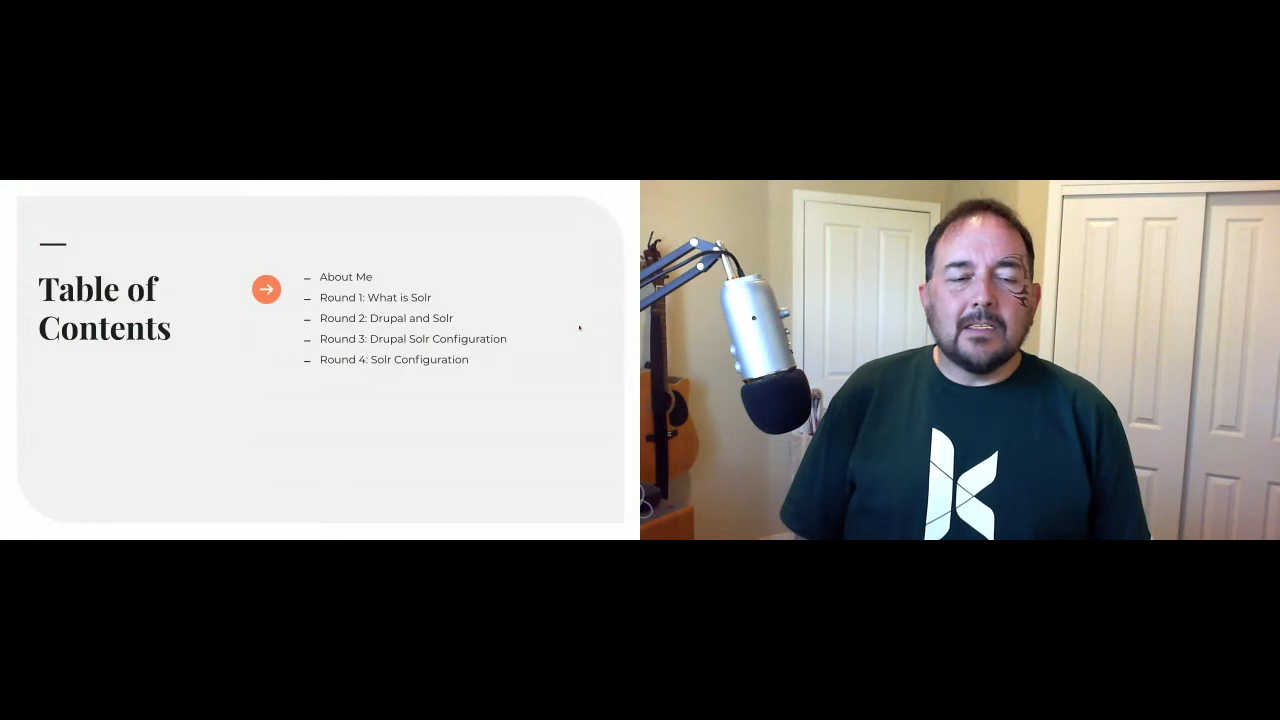 Table of
Contents
– About Me
– Round 1: What is Solr
– Round 2: Drupal and Solr
– Round 3: Drupal Solr Configuration
– Round 4: Solr Configuration
K